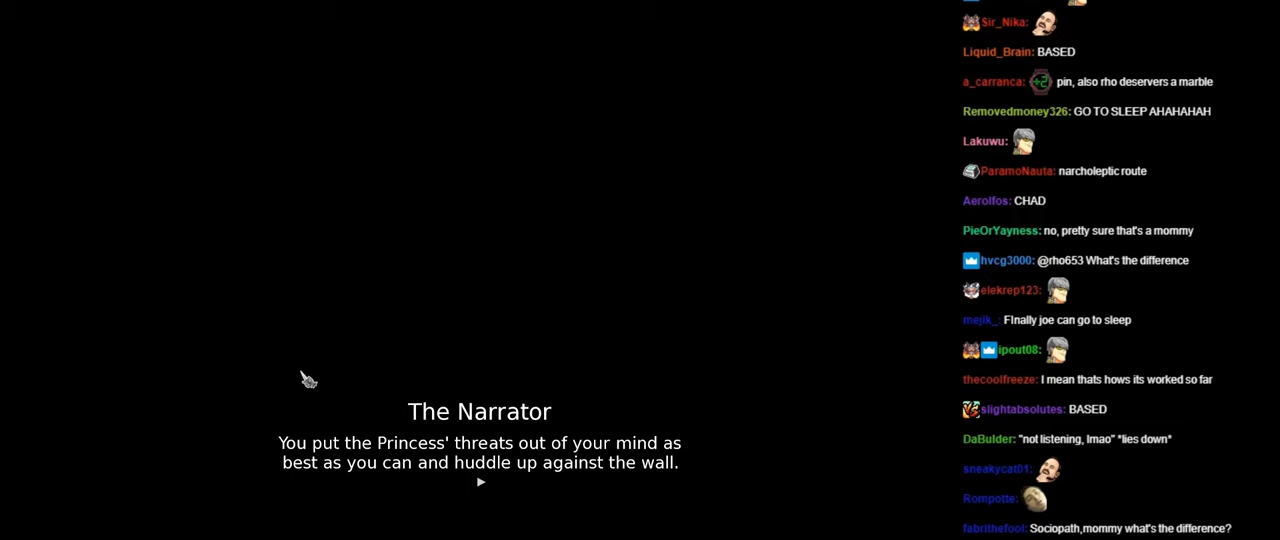 Sir_Nika:
Liquid_Brain: BASED
a_carranca: +2 pin, also rho deservers a marble
Removedmoney326: GO TO SLEEP AHAHAHAH
Lakuwu:
ParamoNauta: narcholeptic route
Aerolfos: CHAD
PieOrYayness: no, pretty sure that's a mommy
hvcg3000: @rho653 What's the difference
elekrep123:
mejlk_: FInally joe can go to sleep
ipout08:
thecoolfreeze: I mean thats hows its worked so far
slightabsolutes: BASED
DaBulder: "not listening, lmao" *lies down*
sneakycat01:
Rompotte:
fabrithefool: Sociopath,mommy what's the difference?
The Narrator
You put the Princess' threats out of your mind as
best as you can and huddle up against the wall.